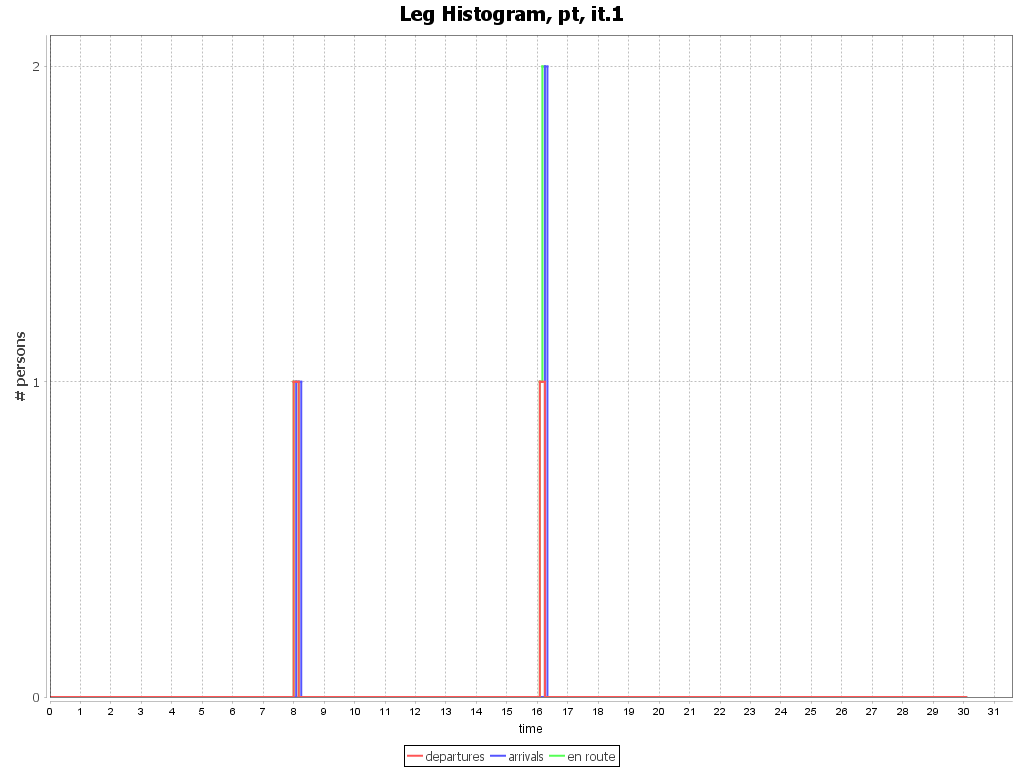 Leg Histogram, pt, it.1
2
1
0
# persons
0 1 2 3 4 5 6 7 8 9 10 11 12 13 14 15 16 17 18 19 20 21 22 23 24 25 26 27 28 29 30 31
time
departures arrivals en route